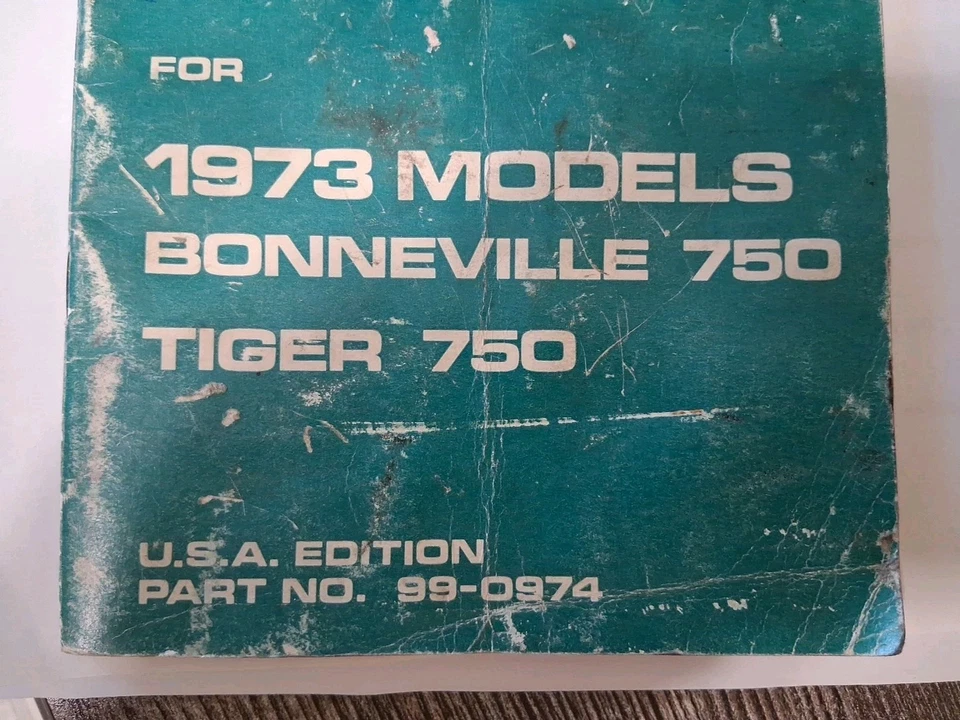 FOR
1973 MODELS
BONNEVILLE 750
TIGER 750
U.S.A. EDITION
PART NO. 99-0974